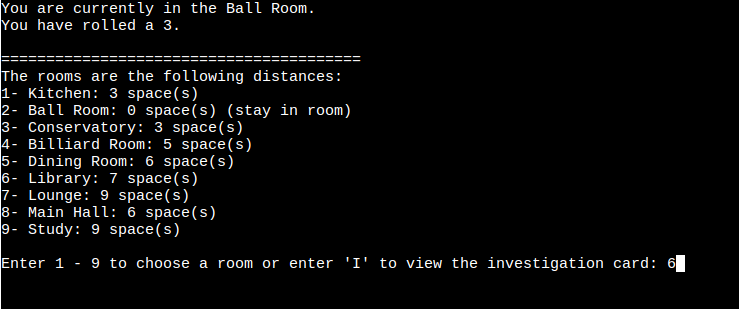 You are currently in the Ball Room.
You have rolled a 3.
========================================
The rooms are the following distances:
1- Kitchen: 3 space(s)
2- Ball Room: 0 space(s) (stay in room)
3- Conservatory: 3 space(s)
4- Billiard Room: 5 space(s)
5- Dining Room: 6 space(s)
6- Library: 7 space(s)
7- Lounge: 9 space(s)
8- Main Hall: 6 space(s)
9- Study: 9 space(s)
Enter 1 - 9 to choose a room or enter 'I' to view the investigation card: 6